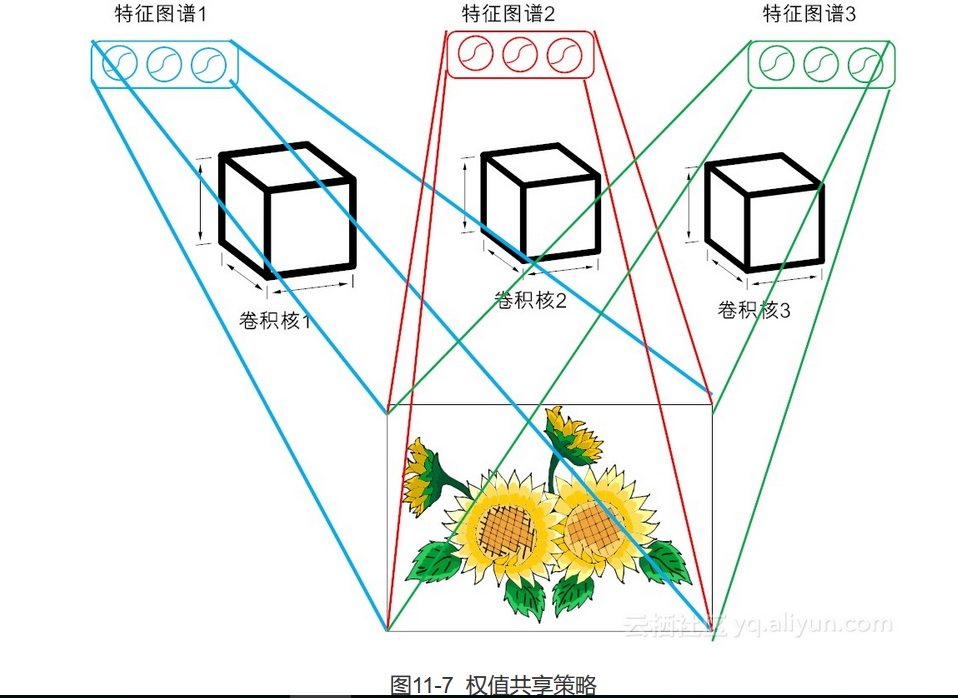 特征图谱1
特征图谱2
特征图谱3
卷积核1
卷积核2
卷积核3
云栖社区 yq.aliyun.com
图11-7 权值共享策略